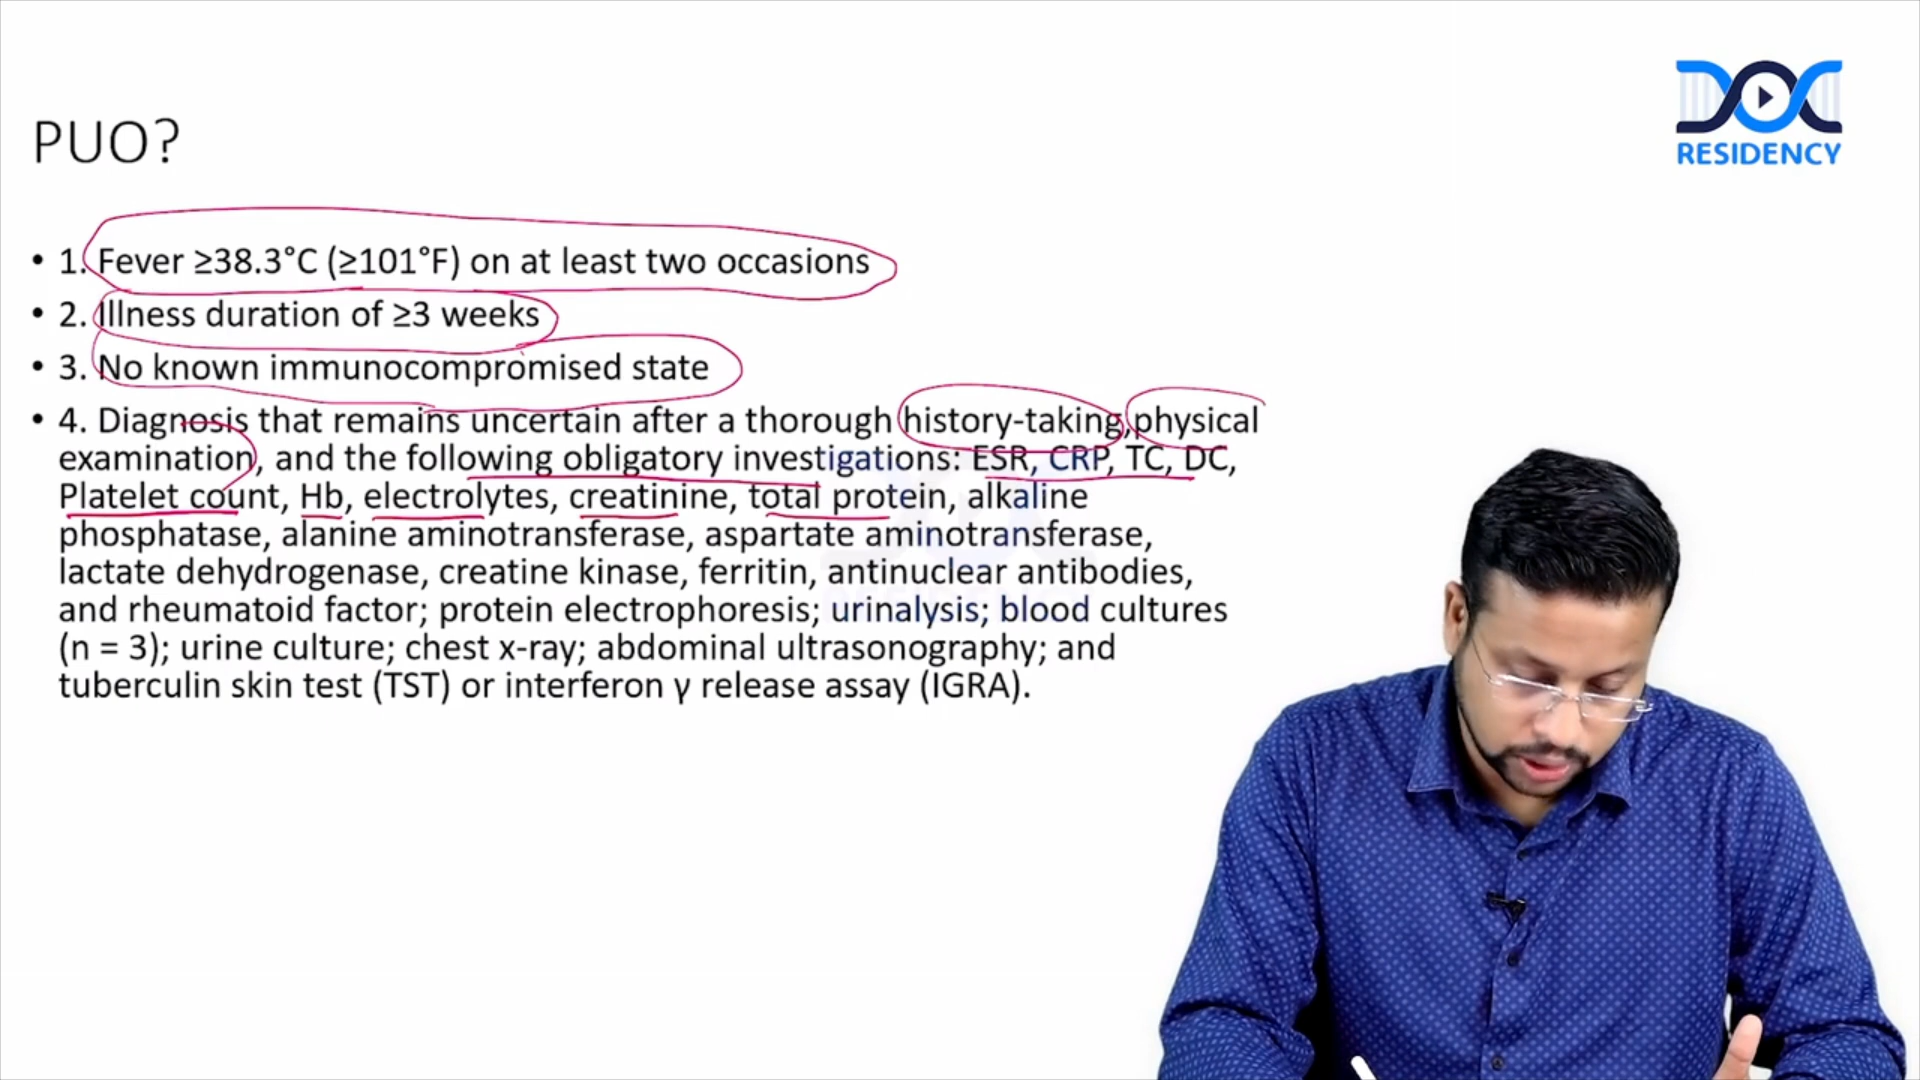 DOC
RESIDENCY
PUO?
• 1. Fever ≥38.3°C (≥101°F) on at least two occasions
• 2. Illness duration of ≥3 weeks
• 3. No known immunocompromised state
• 4. Diagnosis that remains uncertain after a thorough history-taking,physical
examination, and the following obligatory investigations: ESR, CRP, TC, DC,
Platelet count, Hb, electrolytes, creatinine, total protein, alkaline
phosphatase, alanine aminotransferase, aspartate aminotransferase,
lactate dehydrogenase, creatine kinase, ferritin, antinuclear antibodies,
and rheumatoid factor; protein electrophoresis; urinalysis; blood cultures
(n = 3); urine culture; chest x-ray; abdominal ultrasonography; and
tuberculin skin test (TST) or interferon γ release assay (IGRA).